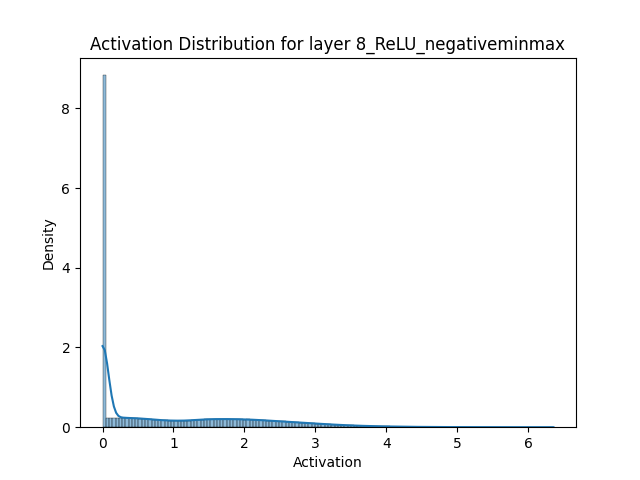 Activation Distribution for layer 8_ReLU_negativeminmax
Density
8
6
4
2
0
0 1 2 3 4 5 6
Activation